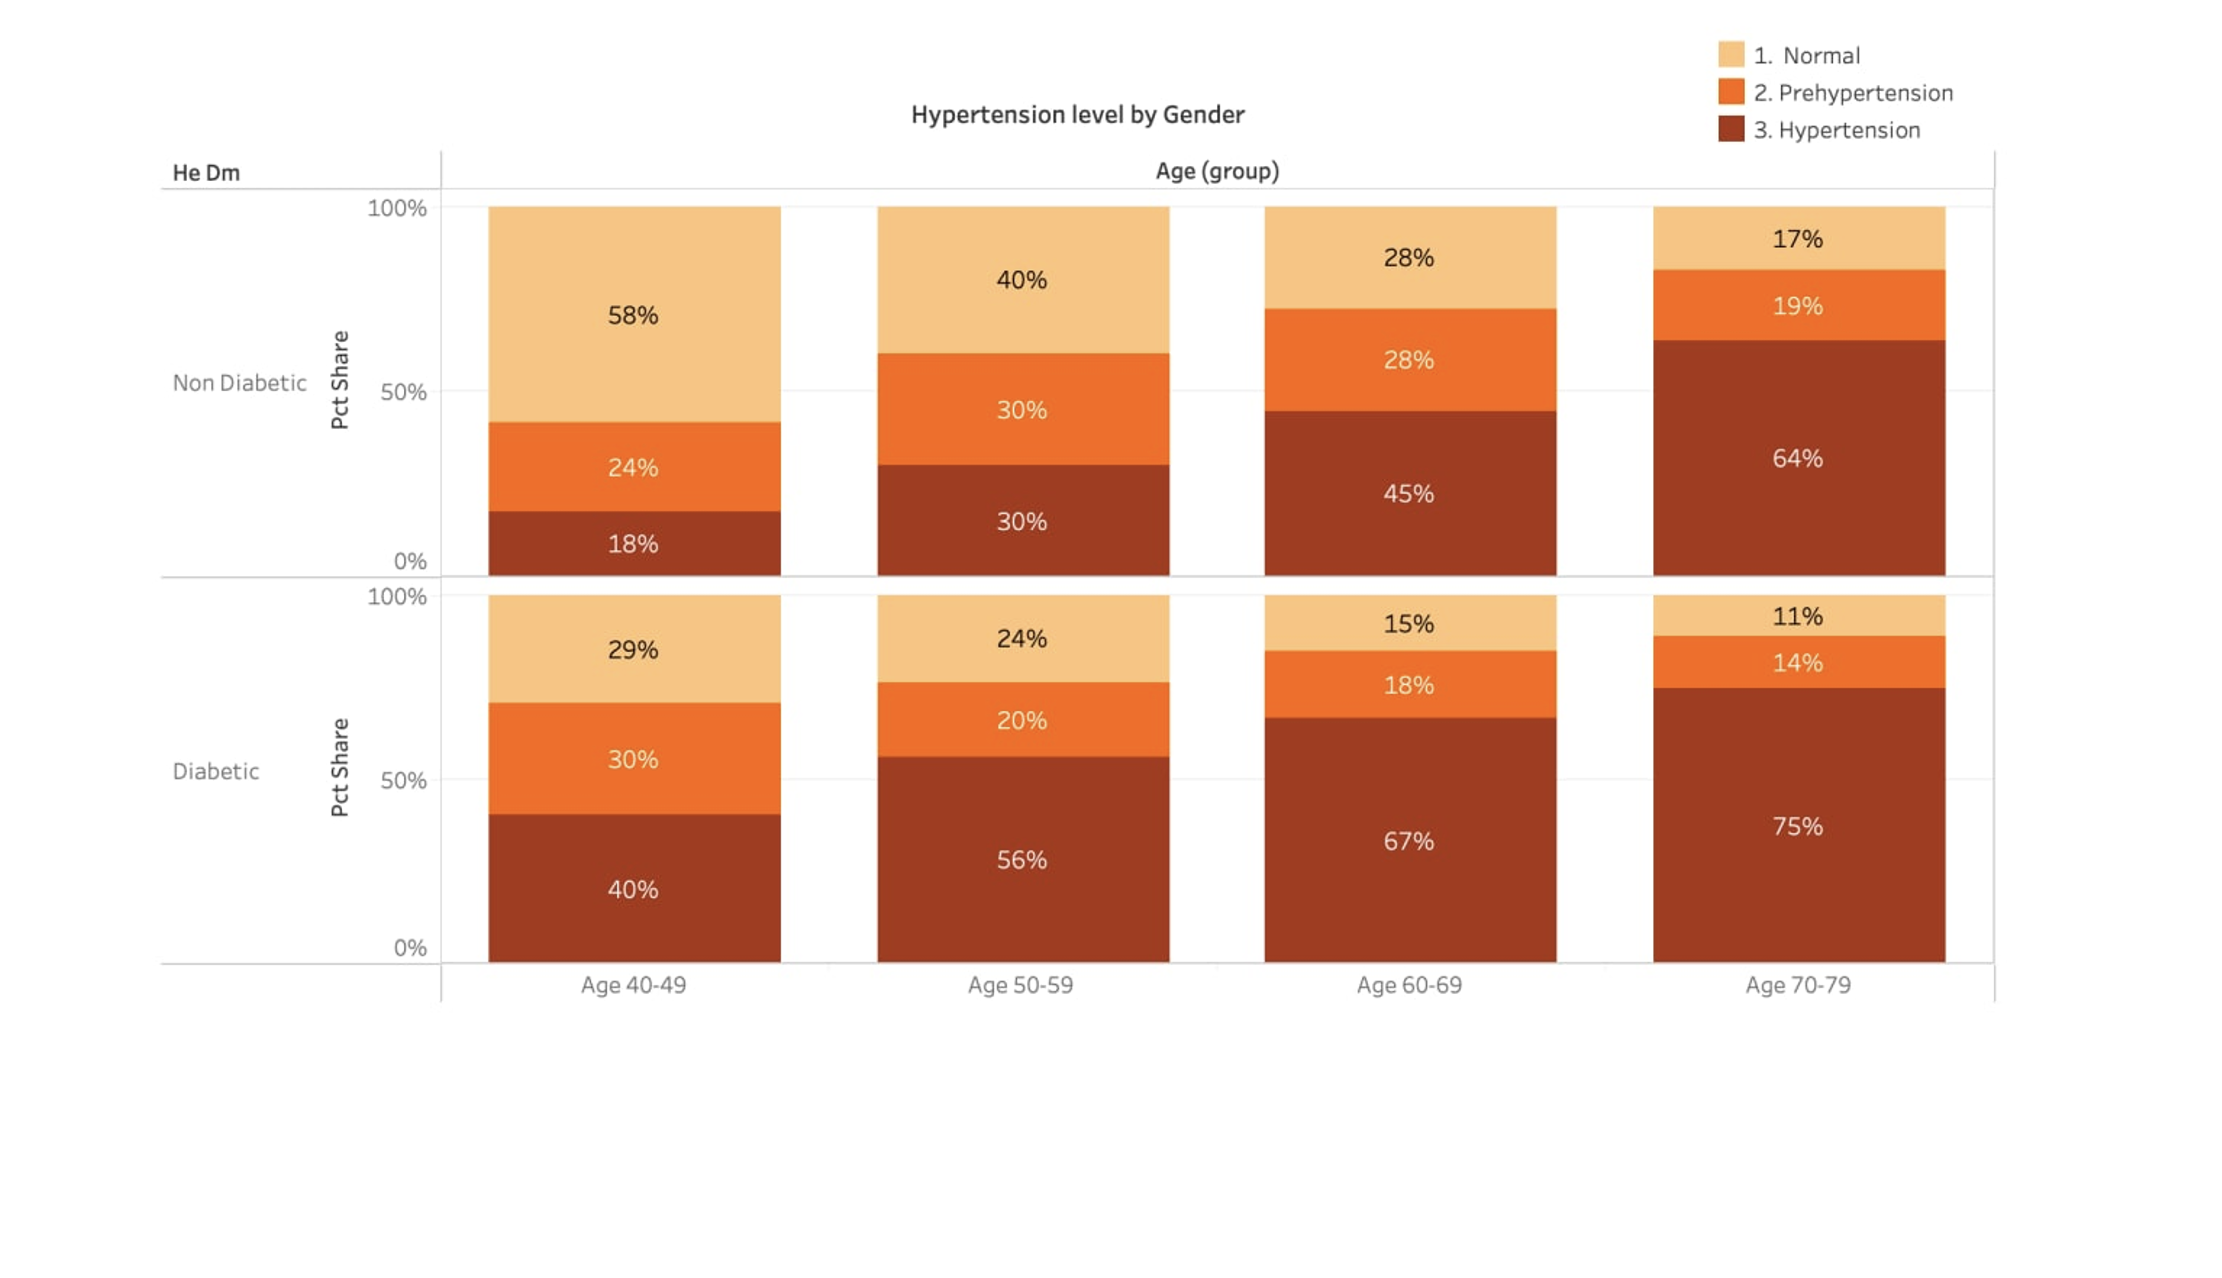 1. Normal
2. Prehypertension
3. Hypertension
Hypertension level by Gender
He Dm
Age (group)
Non Diabetic
Pct Share
100%
50%
0%
58%
24%
18%
40%
30%
30%
28%
28%
45%
17%
19%
64%
Diabetic
Pct Share
100%
50%
0%
29%
30%
40%
24%
20%
56%
15%
18%
67%
11%
14%
75%
Age 40-49
Age 50-59
Age 60-69
Age 70-79